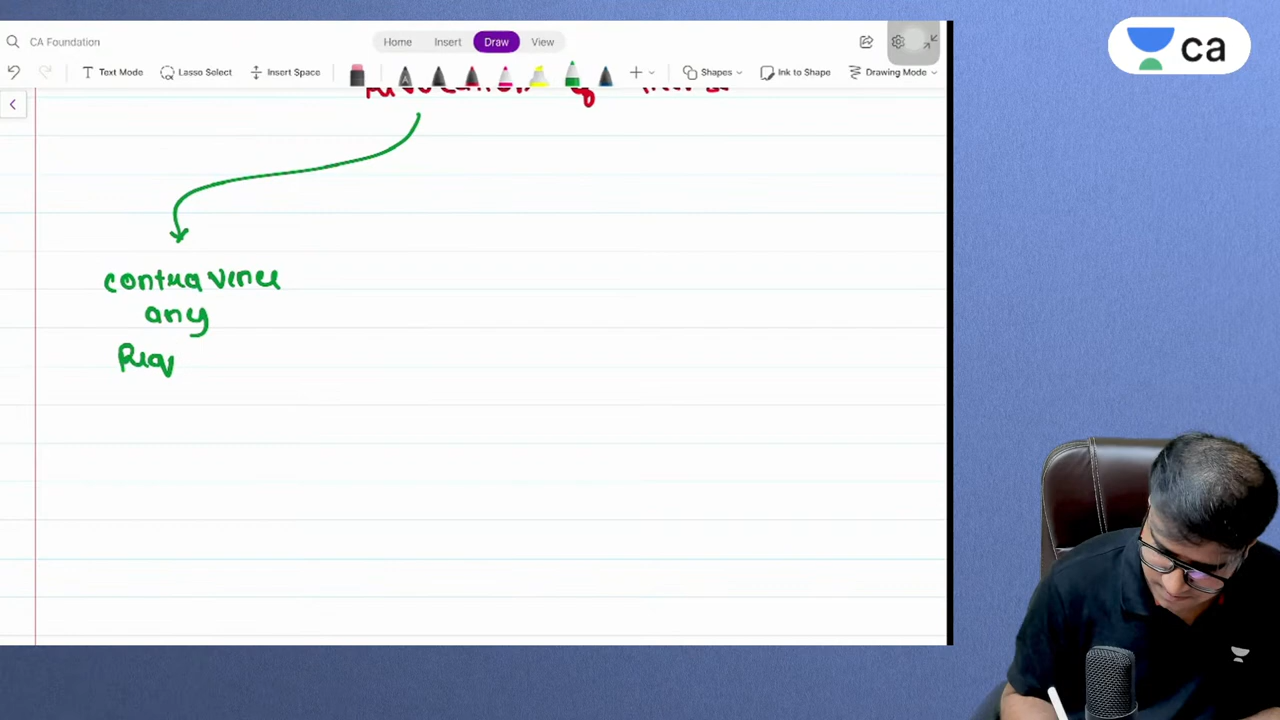 CA Foundation
Home Insert Draw View
Text Mode Lasso Select Insert Space Shapes Ink to Shape Drawing Mode
ca
contravence
any
Req